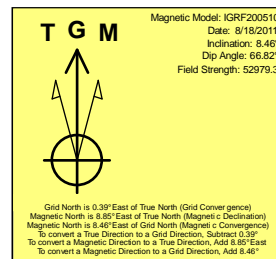 T G M
Magnetic Model: IGRF200510
Date: 8/18/2011
Inclination: 8.46°
Dip Angle: 66.82°
Field Strength: 52979.3
Grid North is 0.39° East of True North (Grid Convergence)
Magnetic North is 8.85° East of True North (Magnetic Declination)
Magnetic North is 8.46° East of Grid North (Magnetic Convergence)
To convert a True Direction to a Grid Direction, Subtract 0.39°
To convert a Magnetic Direction to a True Direction, Add 8.85° East
To convert a Magnetic Direction to a Grid Direction, Add 8.46°